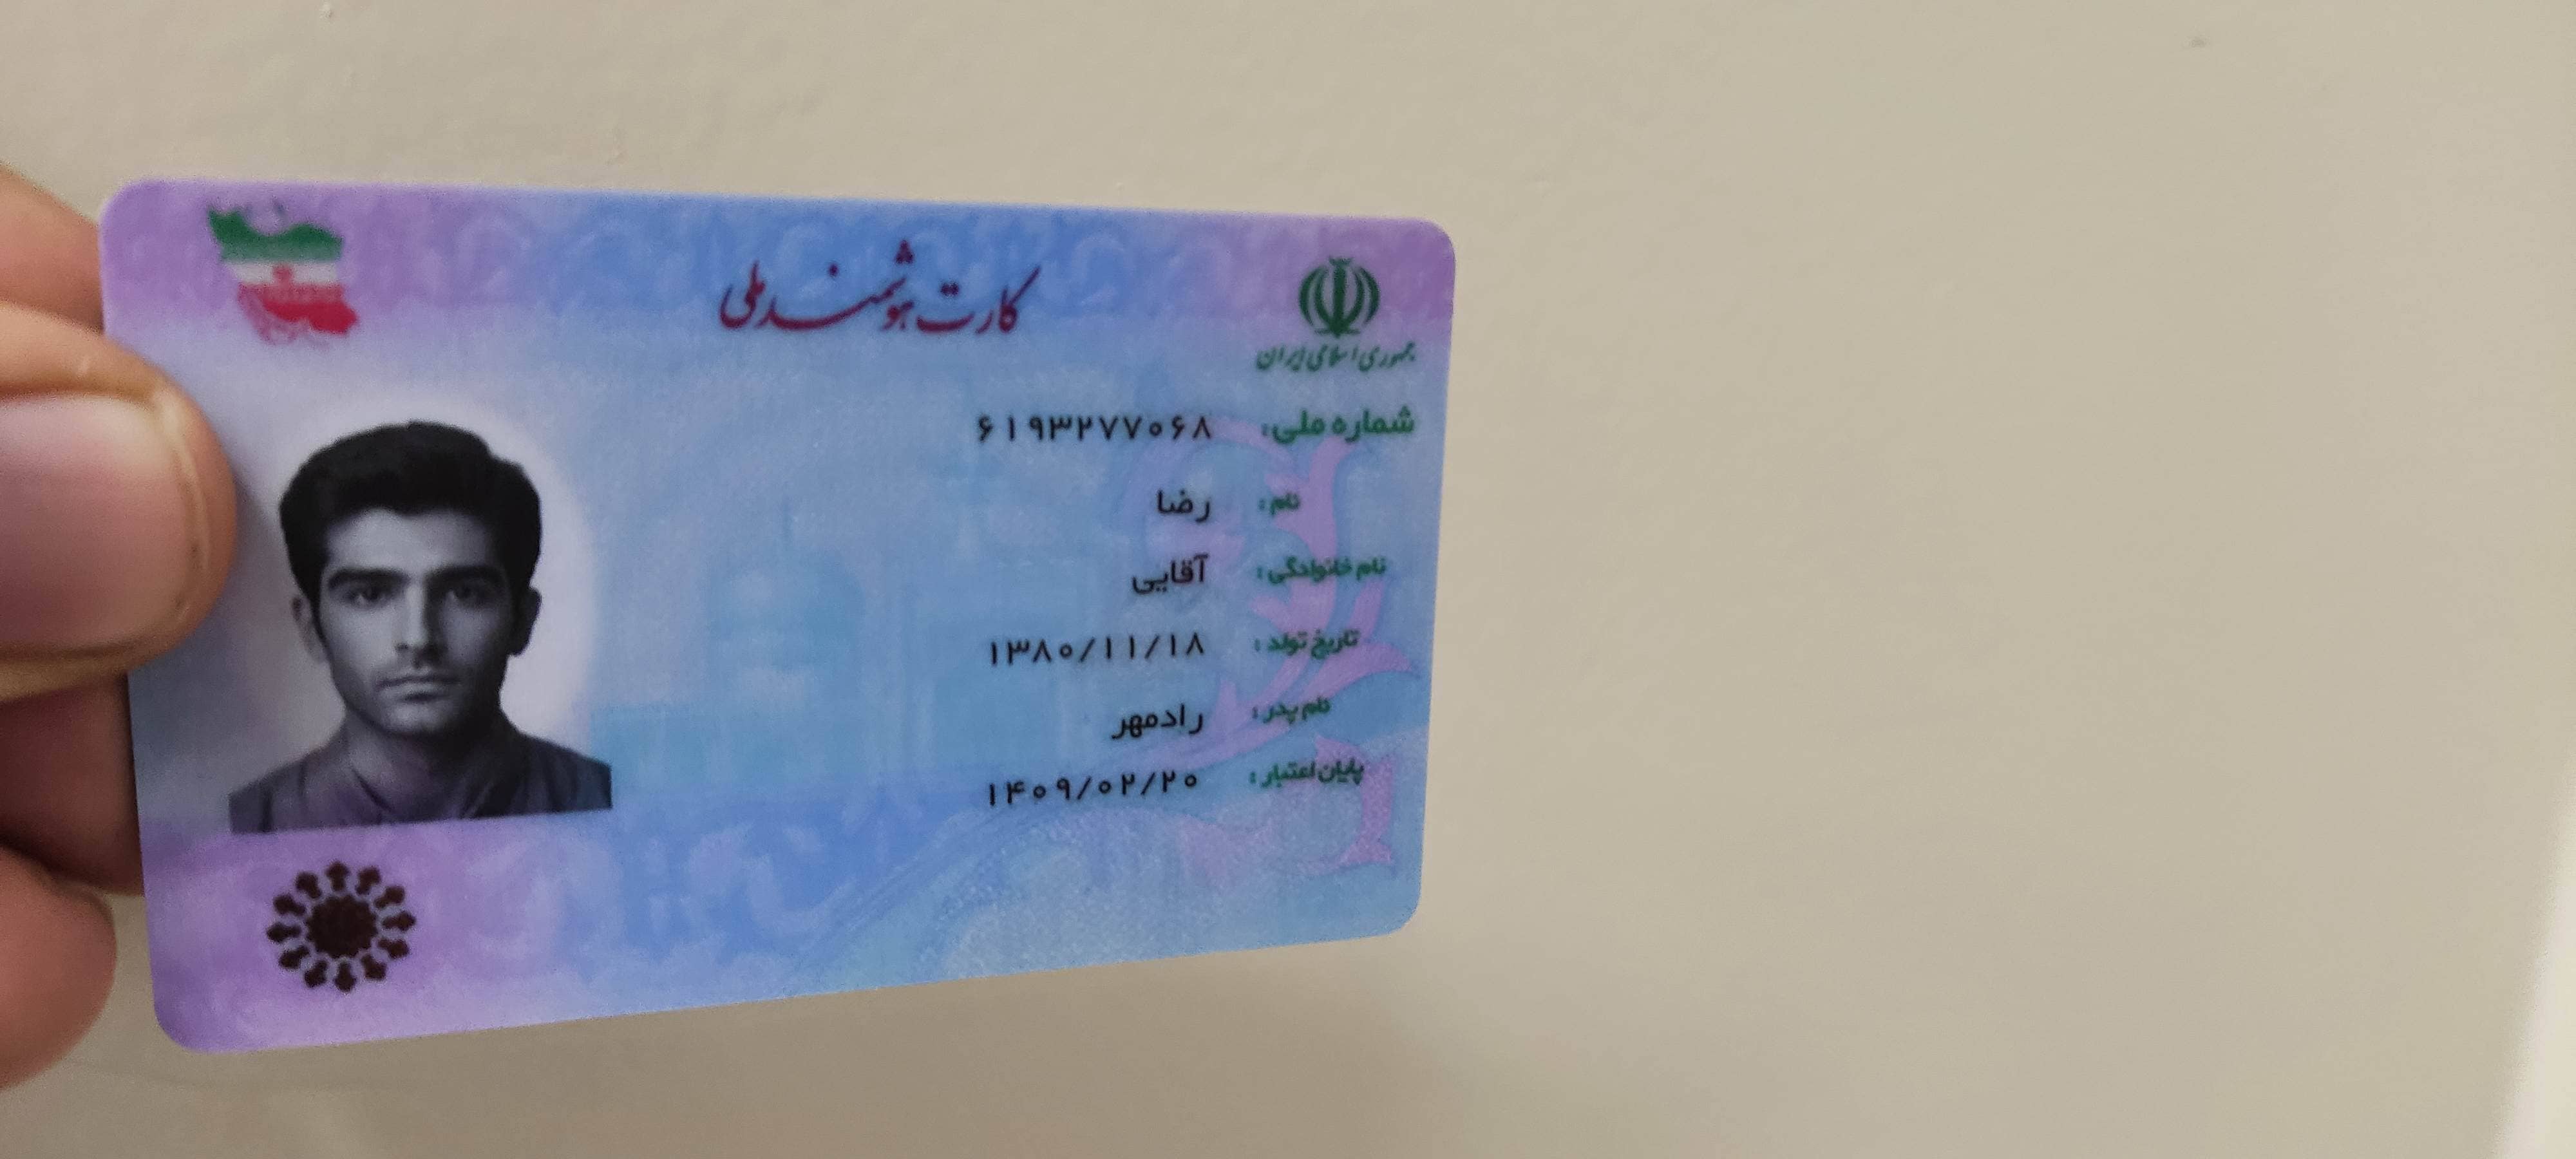 کارت هوشمند ملی
جمهوری اسلامی ایران
شماره ملی: ۶۱۹۳۲۷۷۰۶۸
نام: رضا
نام خانوادگی: آقایی
تاریخ تولد: ۱۳۸۰/۱۱/۱۸
نام پدر: رادمهر
پایان اعتبار: ۱۴۰۹/۰۲/۲۰